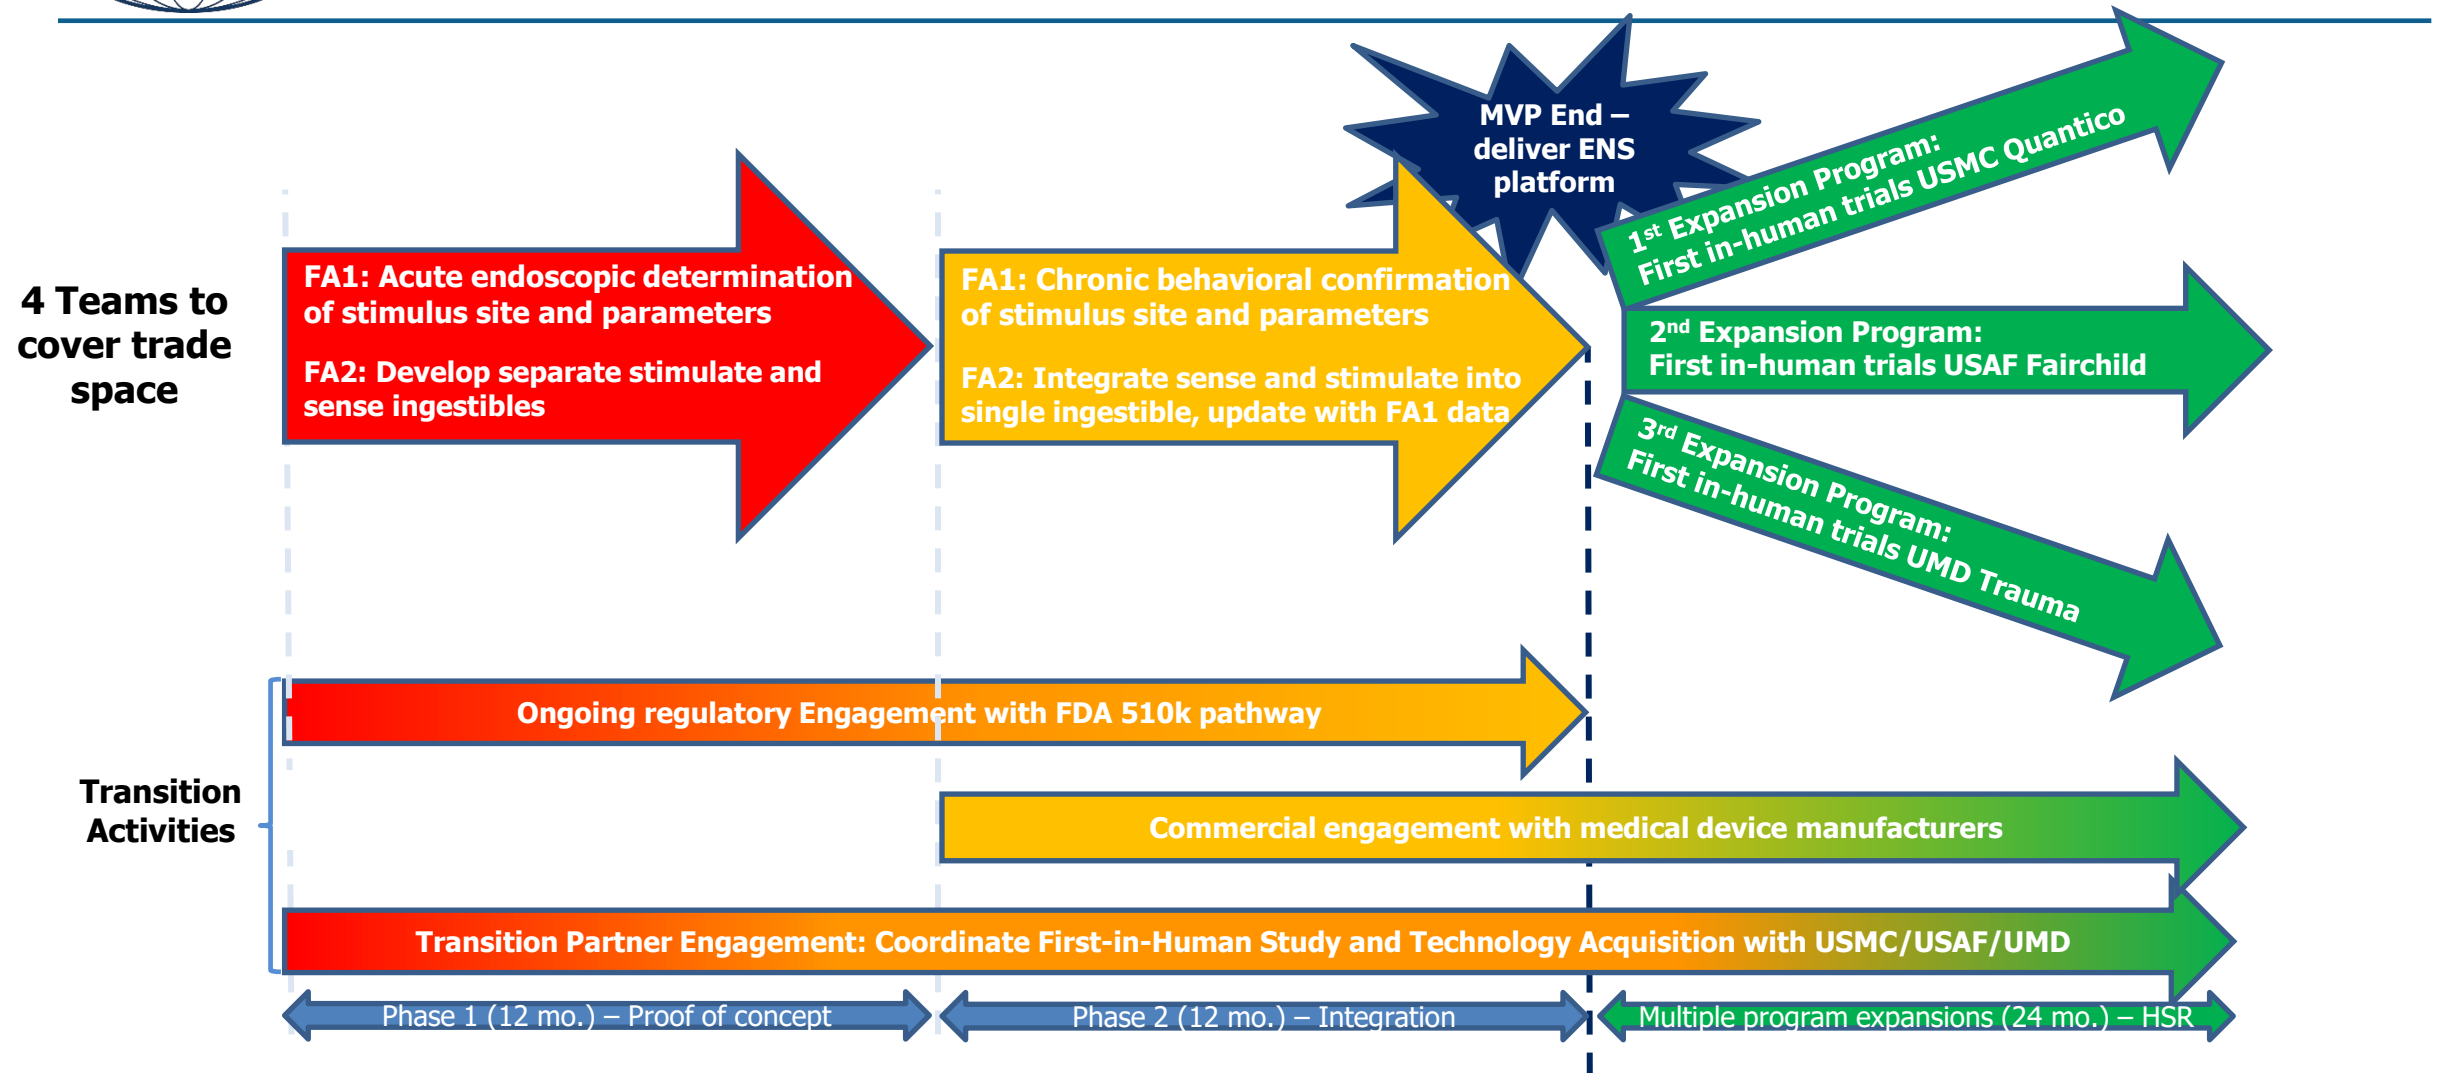 MVP End –
deliver ENS
platform
1st Expansion Program:
First in-human trials USMC Quantico
4 Teams to
cover trade
space
FA1: Acute endoscopic determination
of stimulus site and parameters
FA2: Develop separate stimulate and
sense ingestibles
FA1: Chronic behavioral confirmation
of stimulus site and parameters
FA2: Integrate sense and stimulate into
single ingestible, update with FA1 data
2nd Expansion Program:
First in-human trials USAF Fairchild
3rd Expansion Program:
First in-human trials UMD Trauma
Transition
Activities
Ongoing regulatory Engagement with FDA 510k pathway
Commercial engagement with medical device manufacturers
Transition Partner Engagement: Coordinate First-in-Human Study and Technology Acquisition with USMC/USAF/UMD
Phase 1 (12 mo.) – Proof of concept
Phase 2 (12 mo.) – Integration
Multiple program expansions (24 mo.) – HSR